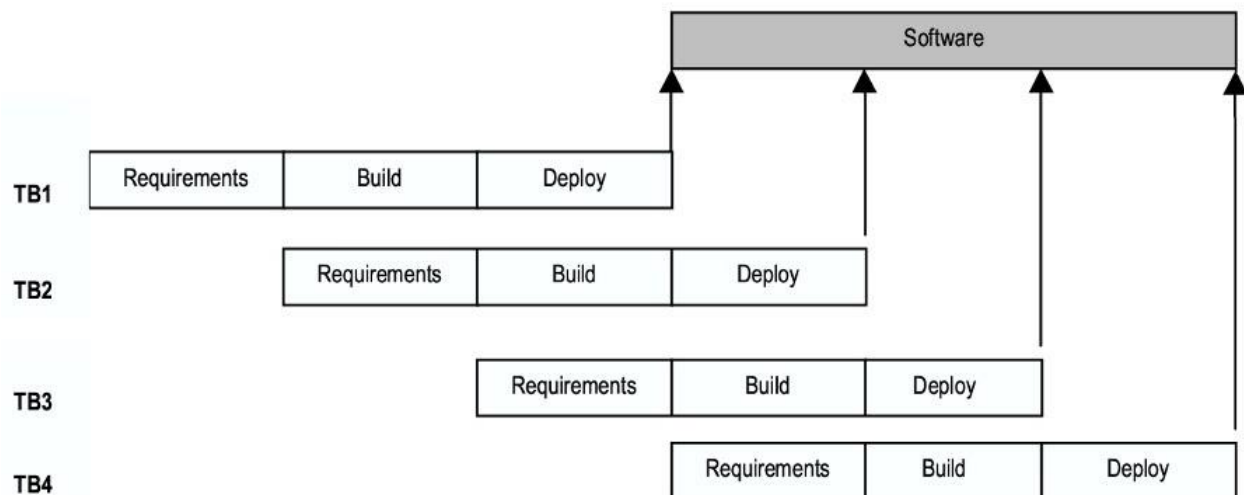 Software
TB1 Requirements Build Deploy
TB2 Requirements Build Deploy
TB3 Requirements Build Deploy
TB4 Requirements Build Deploy